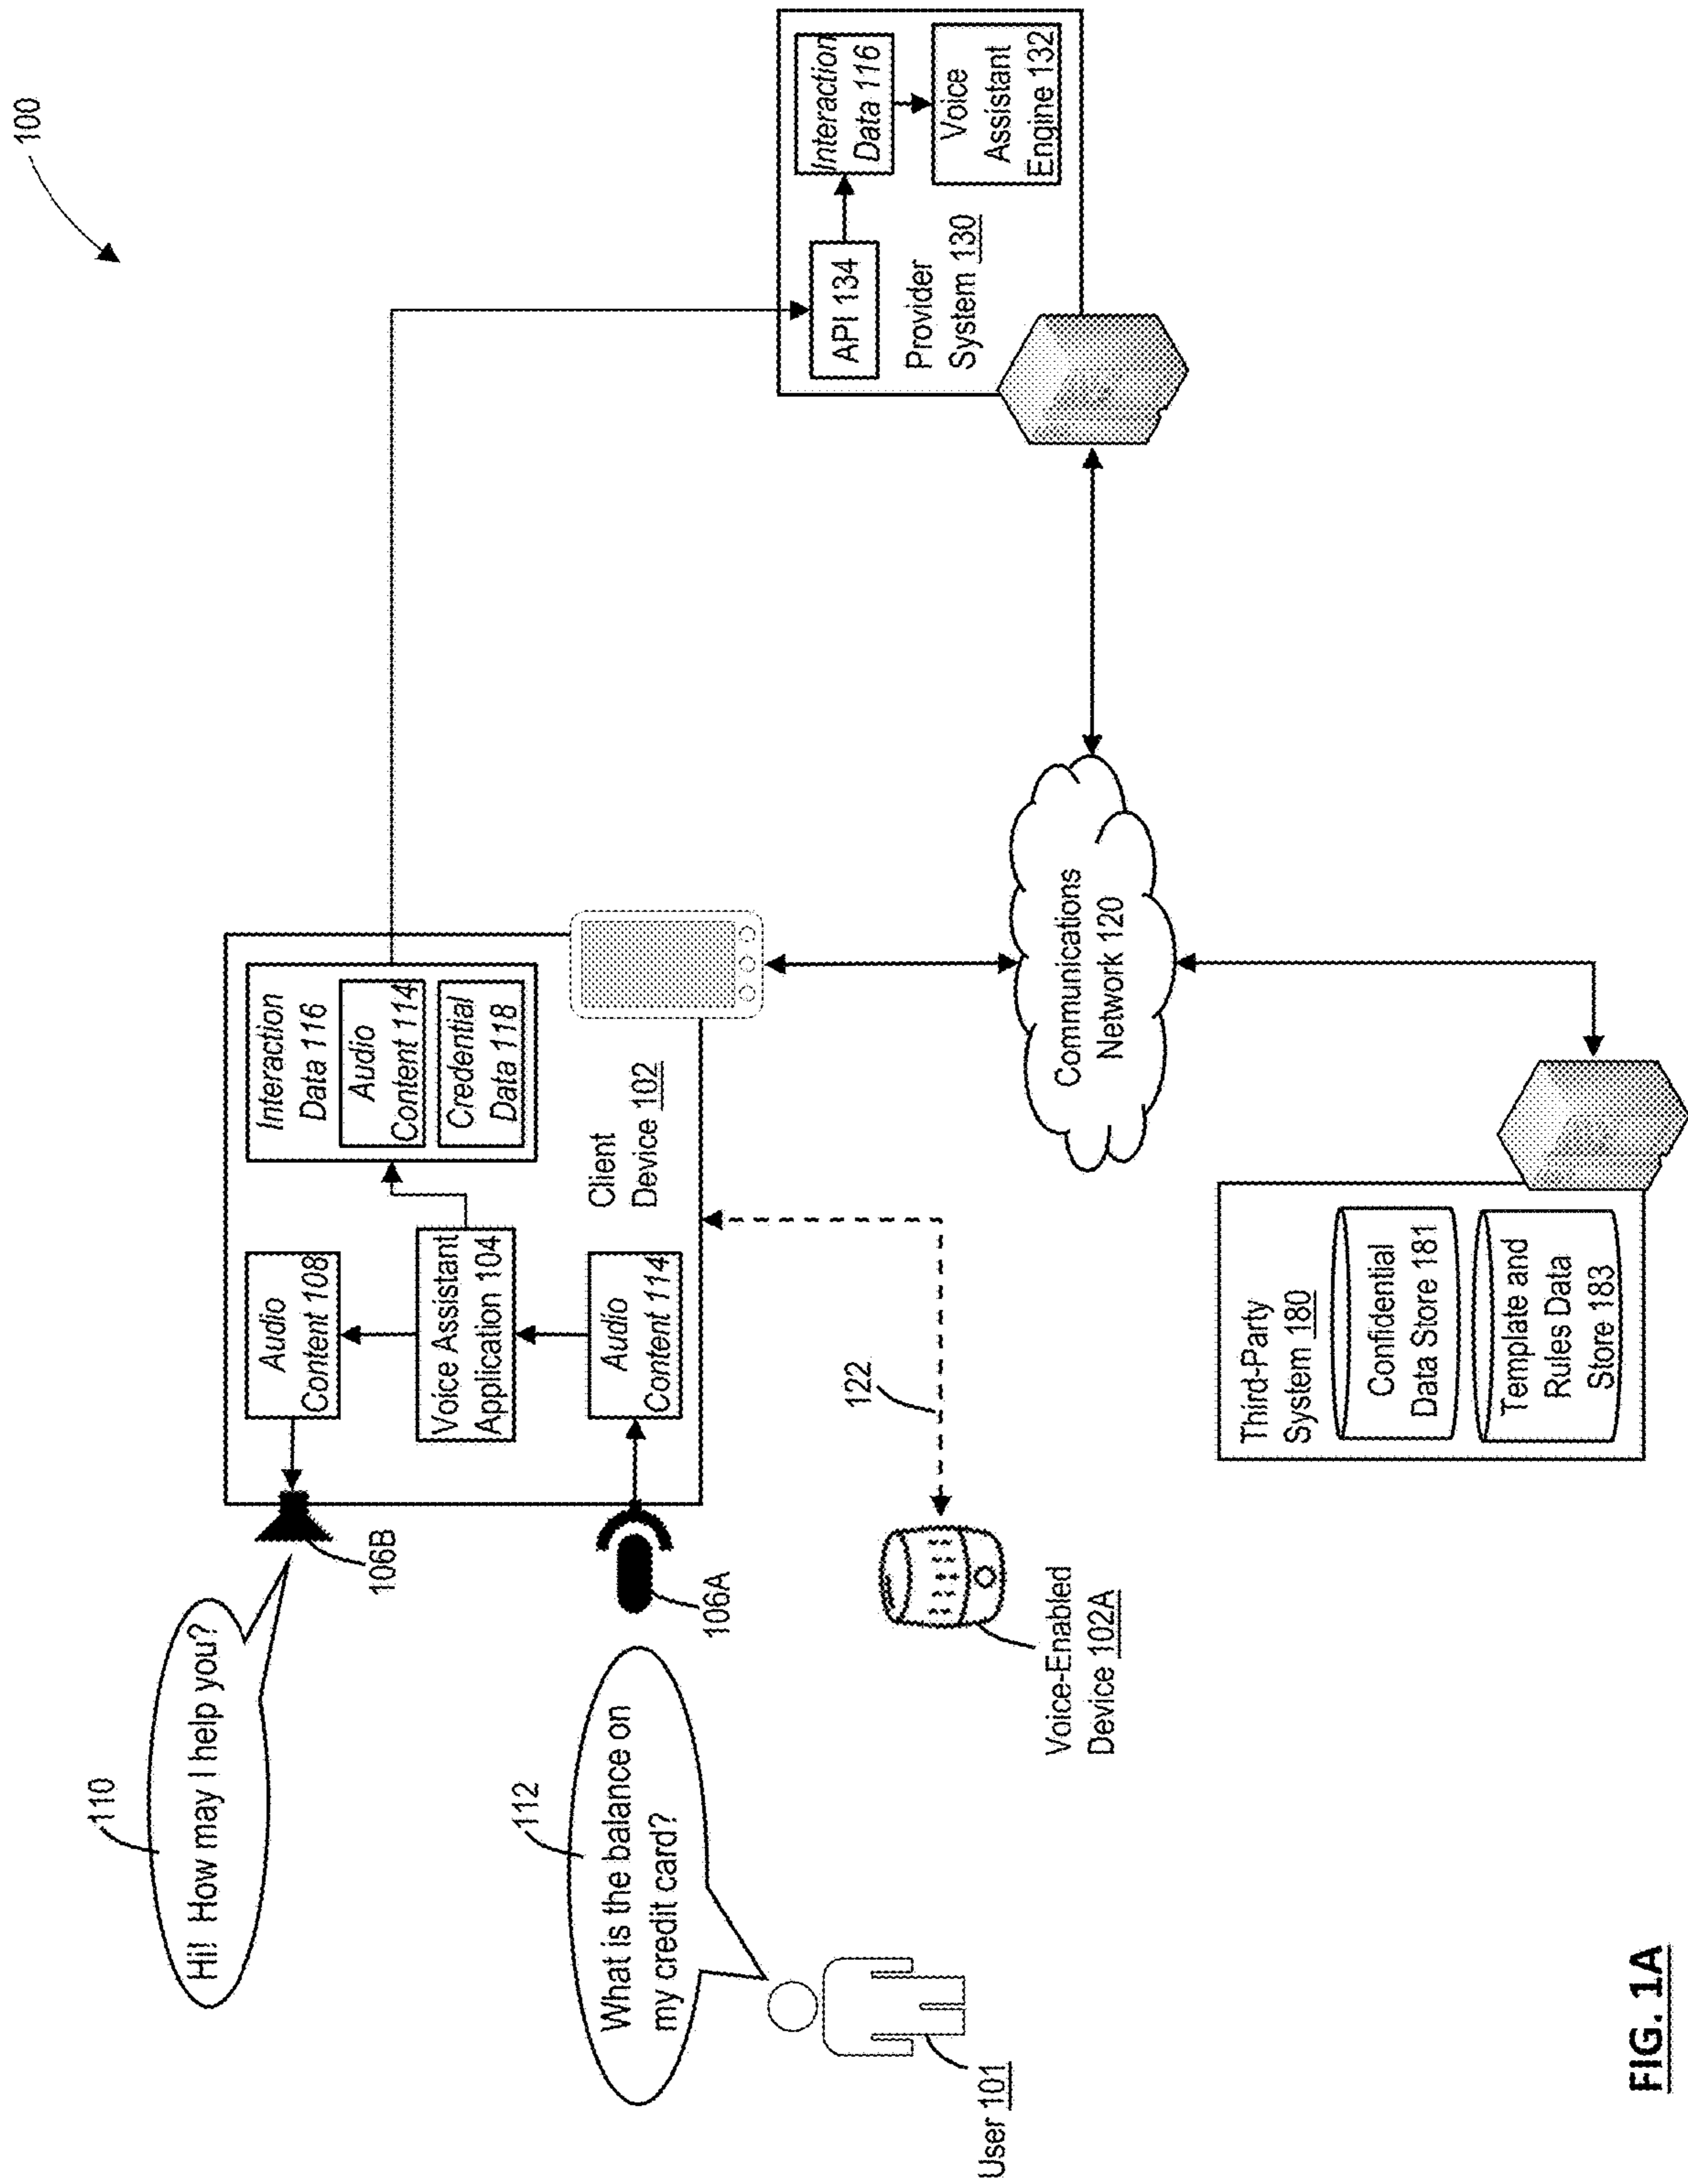 100
110
Hi! How may I help you?
106B
Audio
Content 108
Voice Assistant
Application 104
Audio
Content 114
Interaction
Data 116
Audio
Content 114
Credential
Data 118
Client
Device 102
112
What is the balance on
my credit card?
106A
User 101
122
Voice-Enabled
Device 102A
Communications
Network 120
API 134
Interaction
Data 116
Voice
Assistant
Engine 132
Provider
System 130
Third-Party
System 180
Confidential
Data Store 181
Template and
Rules Data
Store 183
FIG. 1A